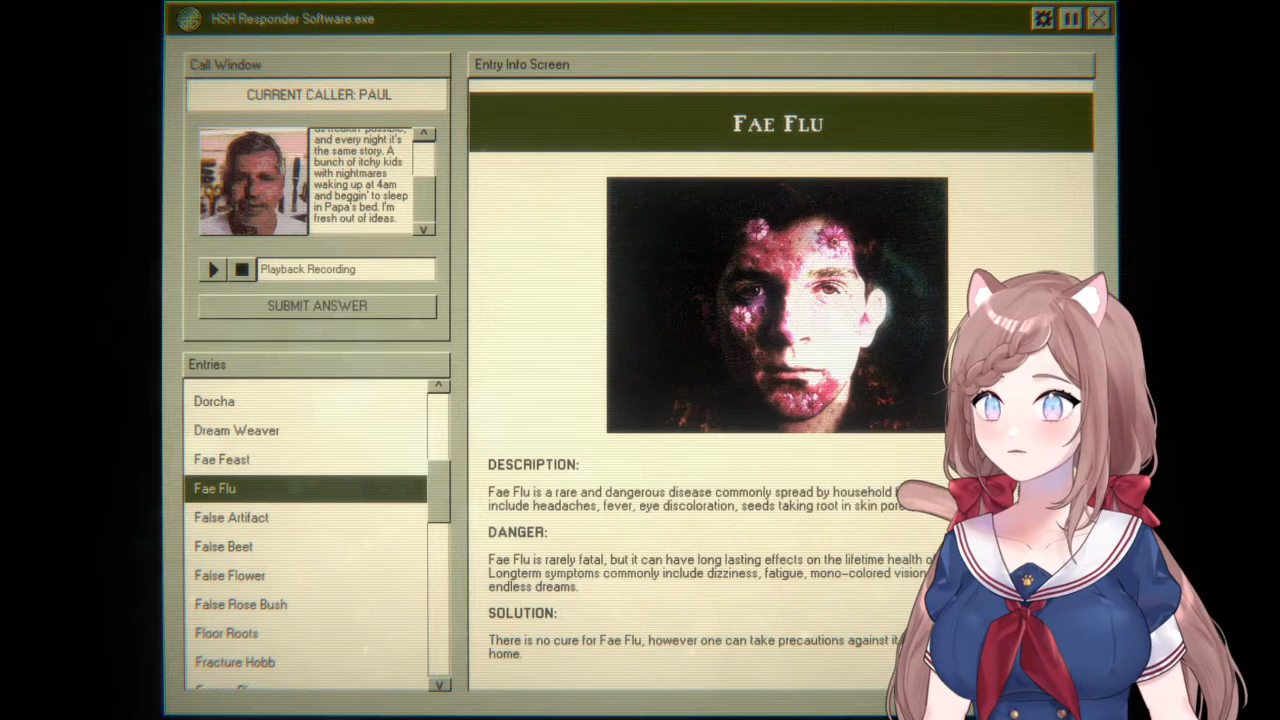 HSH Responder Software.exe
Call Window
CURRENT CALLER: PAUL
as freakin' possible,
and every night it's
the same story. A
bunch of itchy kids
with nightmares
waking up at 4am
and beggin' to sleep
in Papa's bed. I'm
fresh out of ideas.
Playback Recording
SUBMIT ANSWER
Entries
Dorcha
Dream Weaver
Fae Feast
Fae Flu
False Artifact
False Beet
False Flower
False Rose Bush
Floor Roots
Fracture Hobb
Entry Info Screen
FAE FLU
DESCRIPTION:
Fae Flu is a rare and dangerous disease commonly spread by household
include headaches, fever, eye discoloration, seeds taking root in skin
DANGER:
Fae Flu is rarely fatal, but it can have long lasting effects on the lifetime health
Longterm symptoms commonly include dizziness, fatigue, mono-colored vision
endless dreams.
SOLUTION:
There is no cure for Fae Flu, however one can take precautions against
home.